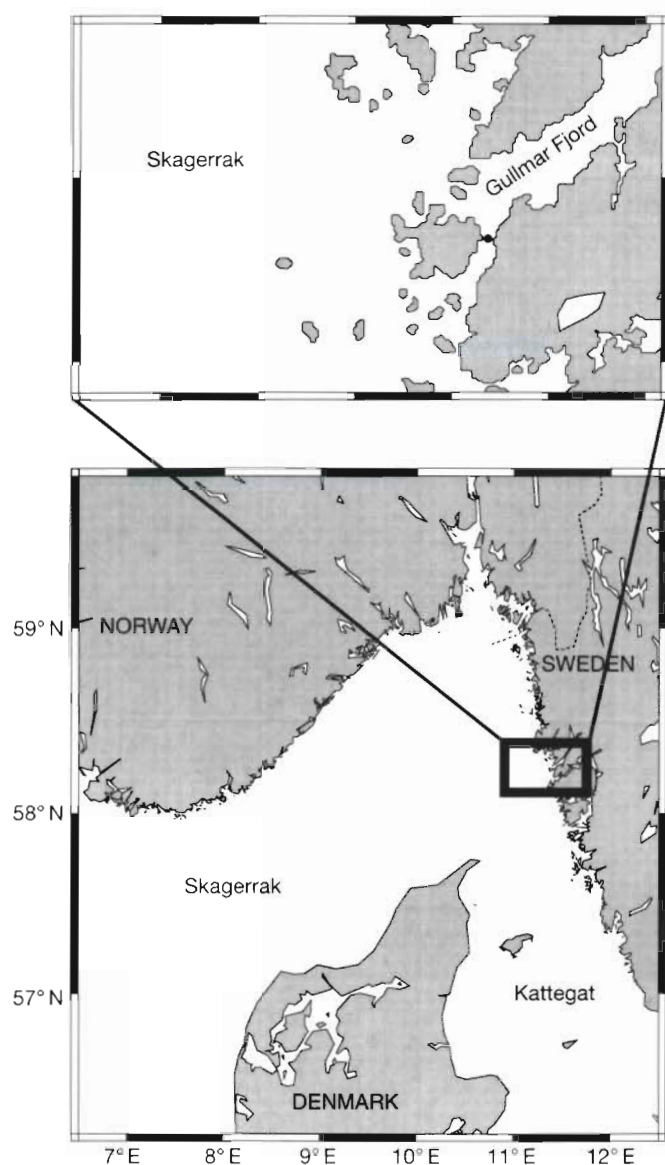 Skagerrak
Gullmar Fjord
59° N
NORWAY
SWEDEN
58° N
Skagerrak
57° N
Kattegat
DENMARK
7° E 8° E 9° E 10° E 11° E 12° E